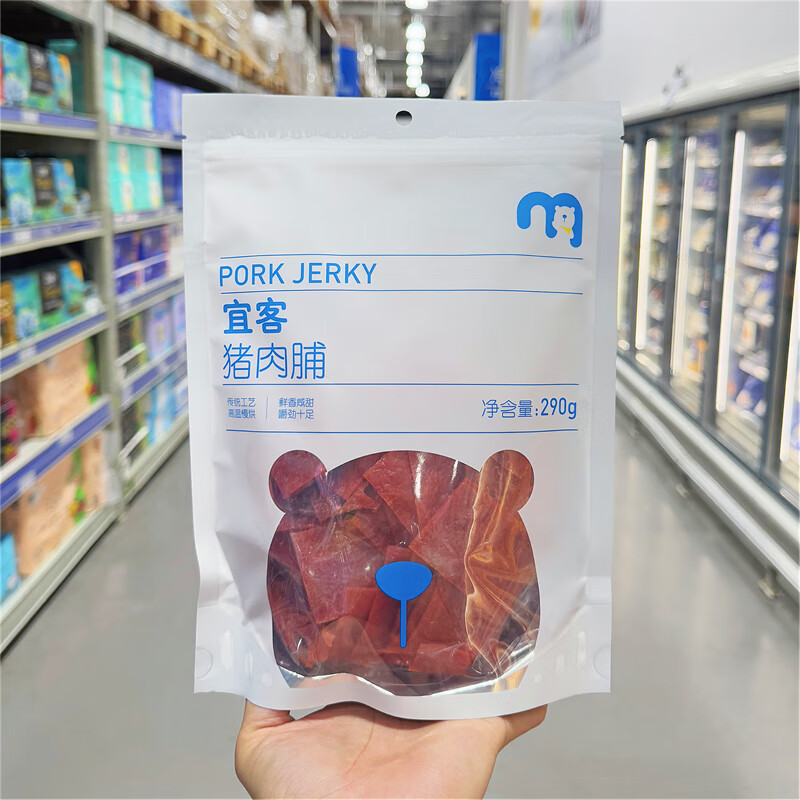 PORK JERKY
宜客
猪肉脯
传统工艺
高温慢烘
鲜香咸甜
嚼劲十足
净含量:290g